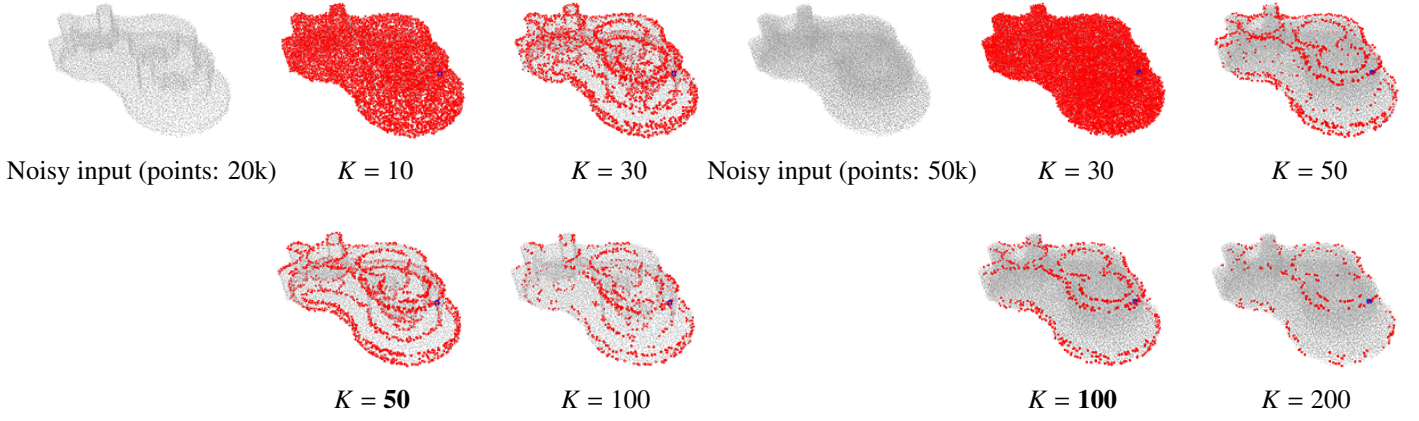 Noisy input (points: 20k) K = 10 K = 30 Noisy input (points: 50k) K = 30 K = 50
K = 50 K = 100 K = 100 K = 200